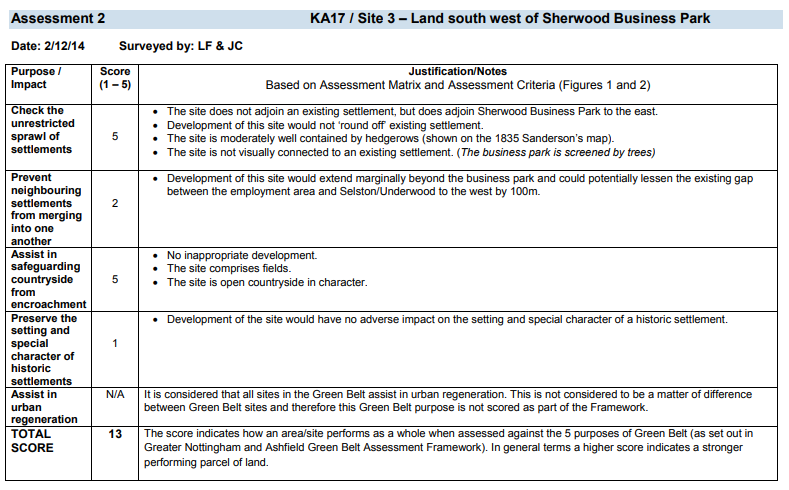 Assessment 2 KA17 / Site 3 – Land south west of Sherwood Business Park
Date: 2/12/14 Surveyed by: LF & JC
Purpose /
Impact
Score
(1 – 5)
Justification/Notes
Based on Assessment Matrix and Assessment Criteria (Figures 1 and 2)
Check the
unrestricted
sprawl of
settlements
5
• The site does not adjoin an existing settlement, but does adjoin Sherwood Business Park to the east.
• Development of this site would not ‘round off’ existing settlement.
• The site is moderately well contained by hedgerows (shown on the 1835 Sanderson’s map).
• The site is not visually connected to an existing settlement. (The business park is screened by trees)
Prevent
neighbouring
settlements
from merging
into one
another
2
• Development of this site would extend marginally beyond the business park and could potentially lessen the existing gap
between the employment area and Selston/Underwood to the west by 100m.
Assist in
safeguarding
countryside
from
encroachment
5
• No inappropriate development.
• The site comprises fields.
• The site is open countryside in character.
Preserve the
setting and
special
character of
historic
settlements
1
• Development of the site would have no adverse impact on the setting and special character of a historic settlement.
Assist in
urban
regeneration
N/A
It is considered that all sites in the Green Belt assist in urban regeneration. This is not considered to be a matter of difference
between Green Belt sites and therefore this Green Belt purpose is not scored as part of the Framework.
TOTAL
SCORE
13
The score indicates how an area/site performs as a whole when assessed against the 5 purposes of Green Belt (as set out in
Greater Nottingham and Ashfield Green Belt Assessment Framework). In general terms a higher score indicates a stronger
performing parcel of land.